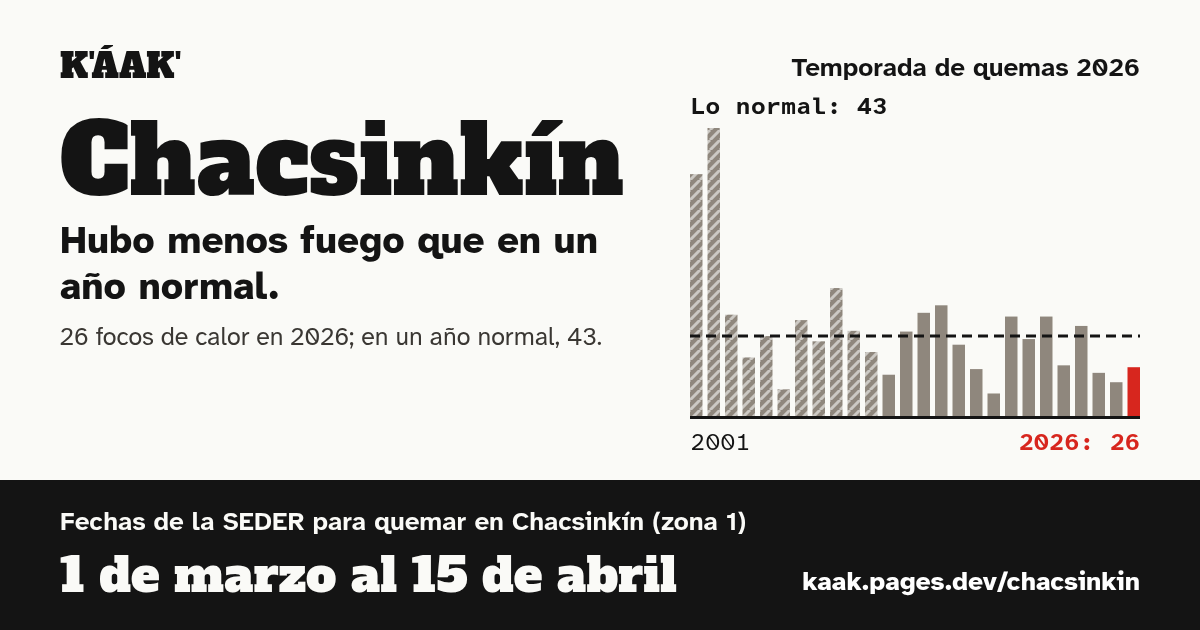 K'ÁAK'
Chacsinkín
Hubo menos fuego que en un
año normal.
26 focos de calor en 2026; en un año normal, 43.
Temporada de quemas 2026
Lo normal: 43
2001
2026: 26
Fechas de la SEDER para quemar en Chacsinkín (zona 1)
1 de marzo al 15 de abril
kaak.pages.dev/chacsinkin